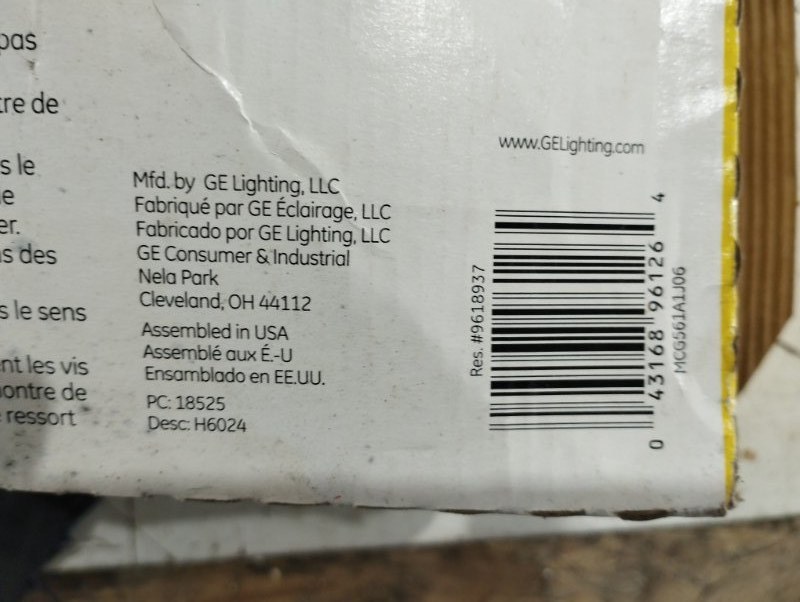 pas
tre de
s le
e
er.
s des
s le sens
nt les vis
ontre de
ressort
www.GELighting.com
Mfd. by GE Lighting, LLC
Fabriqué par GE Éclairage, LLC
Fabricado por GE Lighting, LLC
GE Consumer & Industrial
Nela Park
Cleveland, OH 44112
Assembled in USA
Assemblé aux É.-U
Ensamblado en EE.UU.
PC: 18525
Desc: H6024
Res. #9618937
0 43168 96126 4
MCG561A1J06